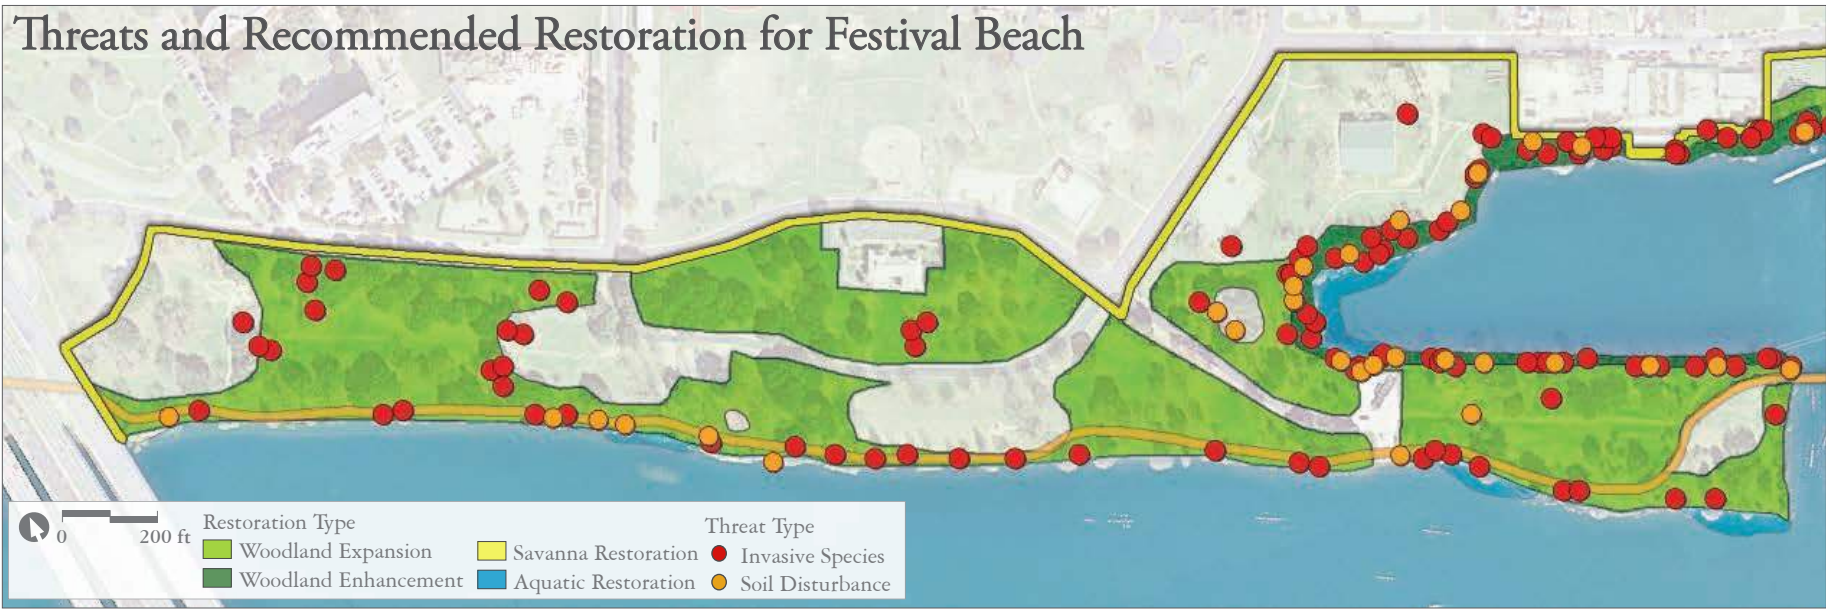 Threats and Recommended Restoration for Festival Beach
0 200 ft
Restoration Type
Woodland Expansion
Woodland Enhancement
Savanna Restoration
Aquatic Restoration
Threat Type
Invasive Species
Soil Disturbance